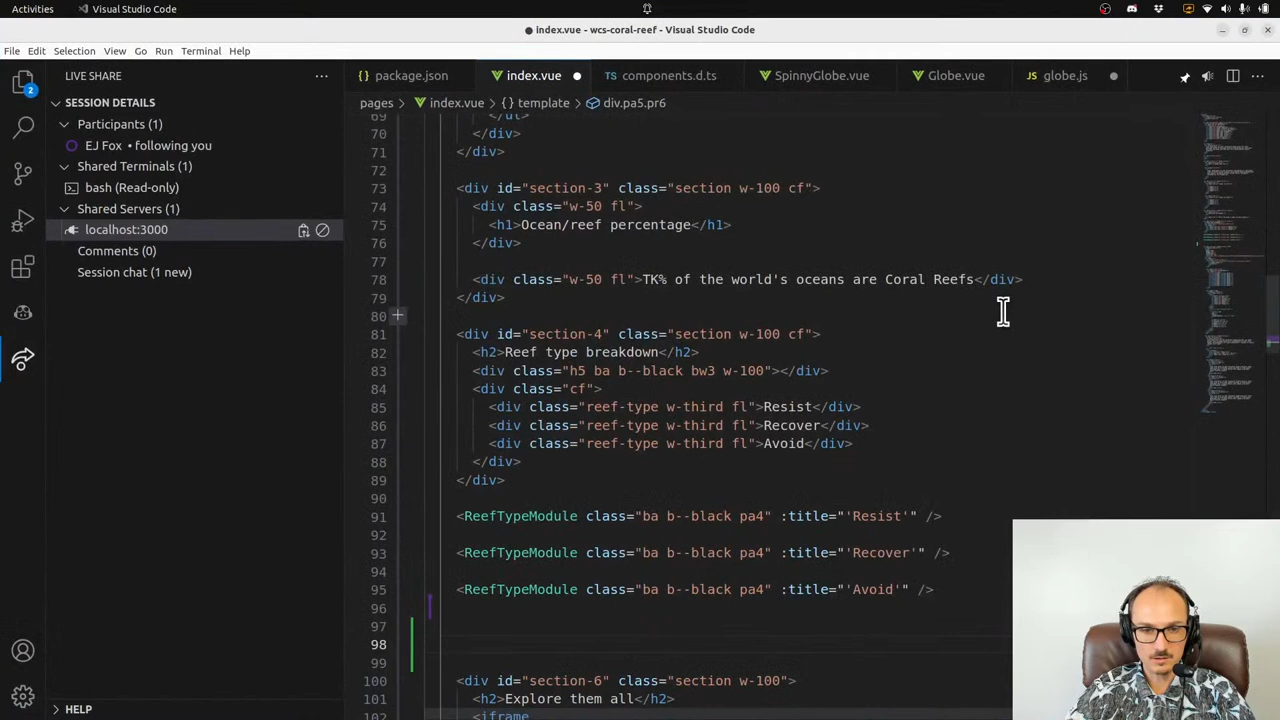 Activities
Visual Studio Code
index.vue - wcs-coral-reef - Visual Studio Code
File Edit Selection View Go Run Terminal Help
LIVE SHARE
package.json
index.vue
TS components.d.ts
SpinnyGlobe.vue
Globe.vue
JS globe.js
2
pages > index.vue > {} template > div.pa5.pr6
SESSION DETAILS
Participants (1)
EJ Fox • following you
Shared Terminals (1)
bash (Read-only)
Shared Servers (1)
localhost:3000
Comments (0)
Session chat (1 new)
HELP
69 </ul>
70 </div>
71 </div>
72
73 <div id="section-3" class="section w-100 cf">
74 <div class="w-50 fl">
75 <h1>Ocean/reef percentage</h1>
76 </div>
77
78 <div class="w-50 fl">TK% of the world's oceans are Coral Reefs</div>
79 </div>
80
81 <div id="section-4" class="section w-100 cf">
82 <h2>Reef type breakdown</h2>
83 <div class="h5 ba b--black bw3 w-100"></div>
84 <div class="cf">
85 <div class="reef-type w-third fl">Resist</div>
86 <div class="reef-type w-third fl">Recover</div>
87 <div class="reef-type w-third fl">Avoid</div>
88 </div>
89 </div>
90
91 <ReefTypeModule class="ba b--black pa4" :title="'Resist'" />
92
93 <ReefTypeModule class="ba b--black pa4" :title="'Recover'" />
94
95 <ReefTypeModule class="ba b--black pa4" :title="'Avoid'" />
96
97
98
99
100 <div id="section-6" class="section w-100">
101 <h2>Explore them all</h2>
102 <iframe